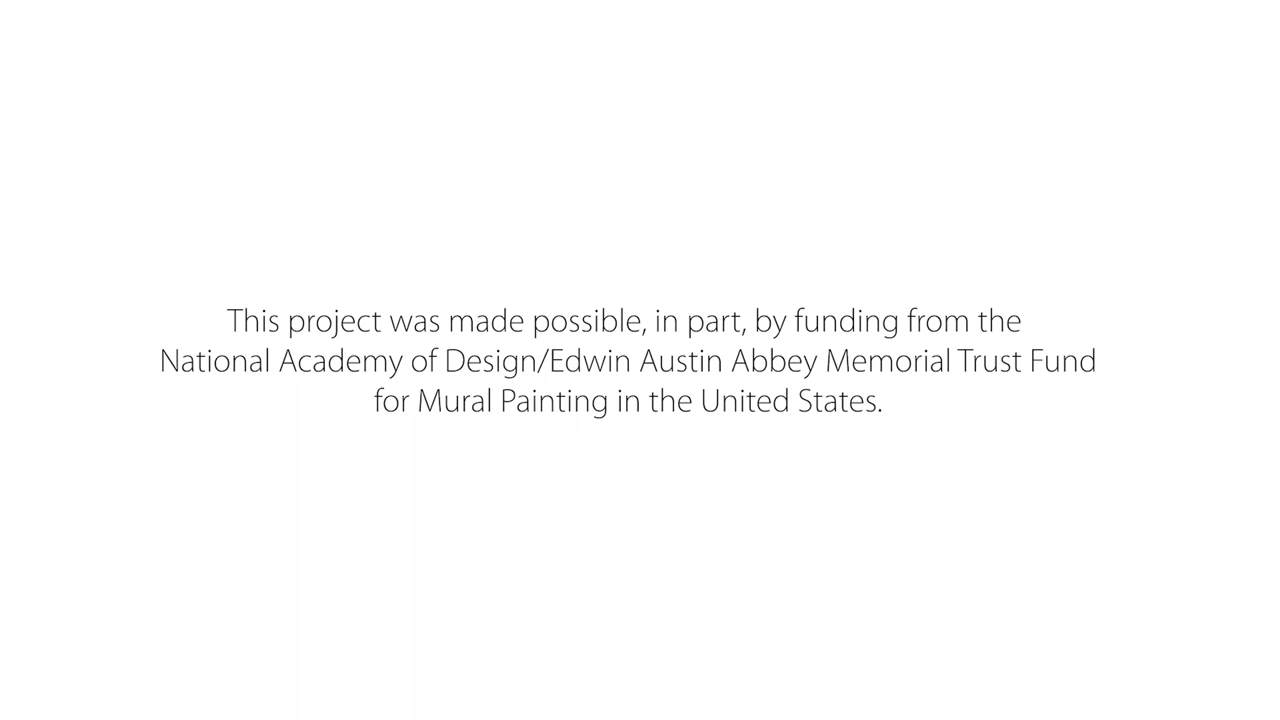 This project was made possible, in part, by funding from the
National Academy of Design/Edwin Austin Abbey Memorial Trust Fund
for Mural Painting in the United States.